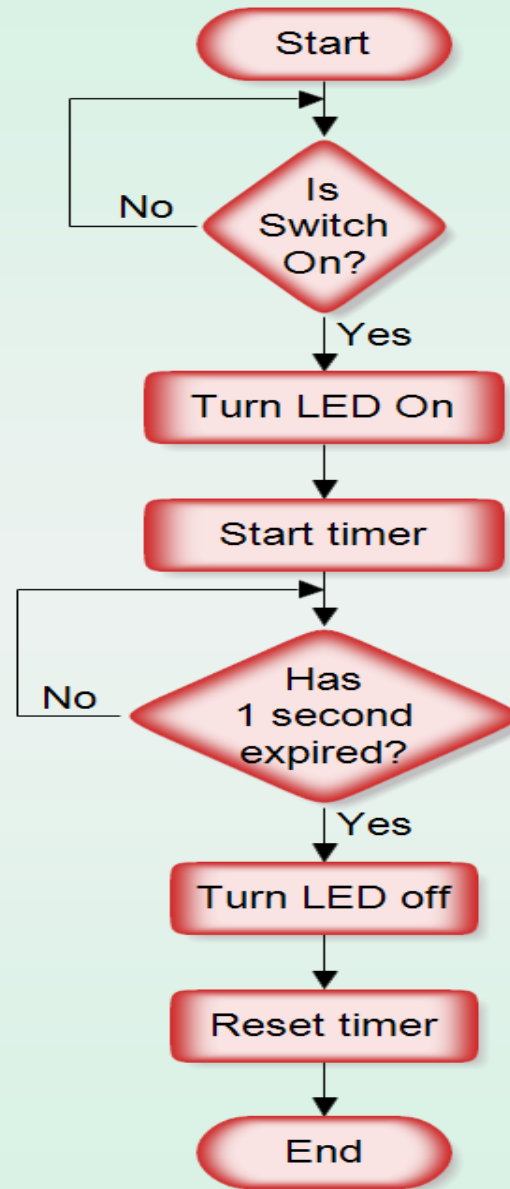 Start
Is
Switch
On?
No
Yes
Turn LED On
Start timer
Has
1 second
expired?
No
Yes
Turn LED off
Reset timer
End